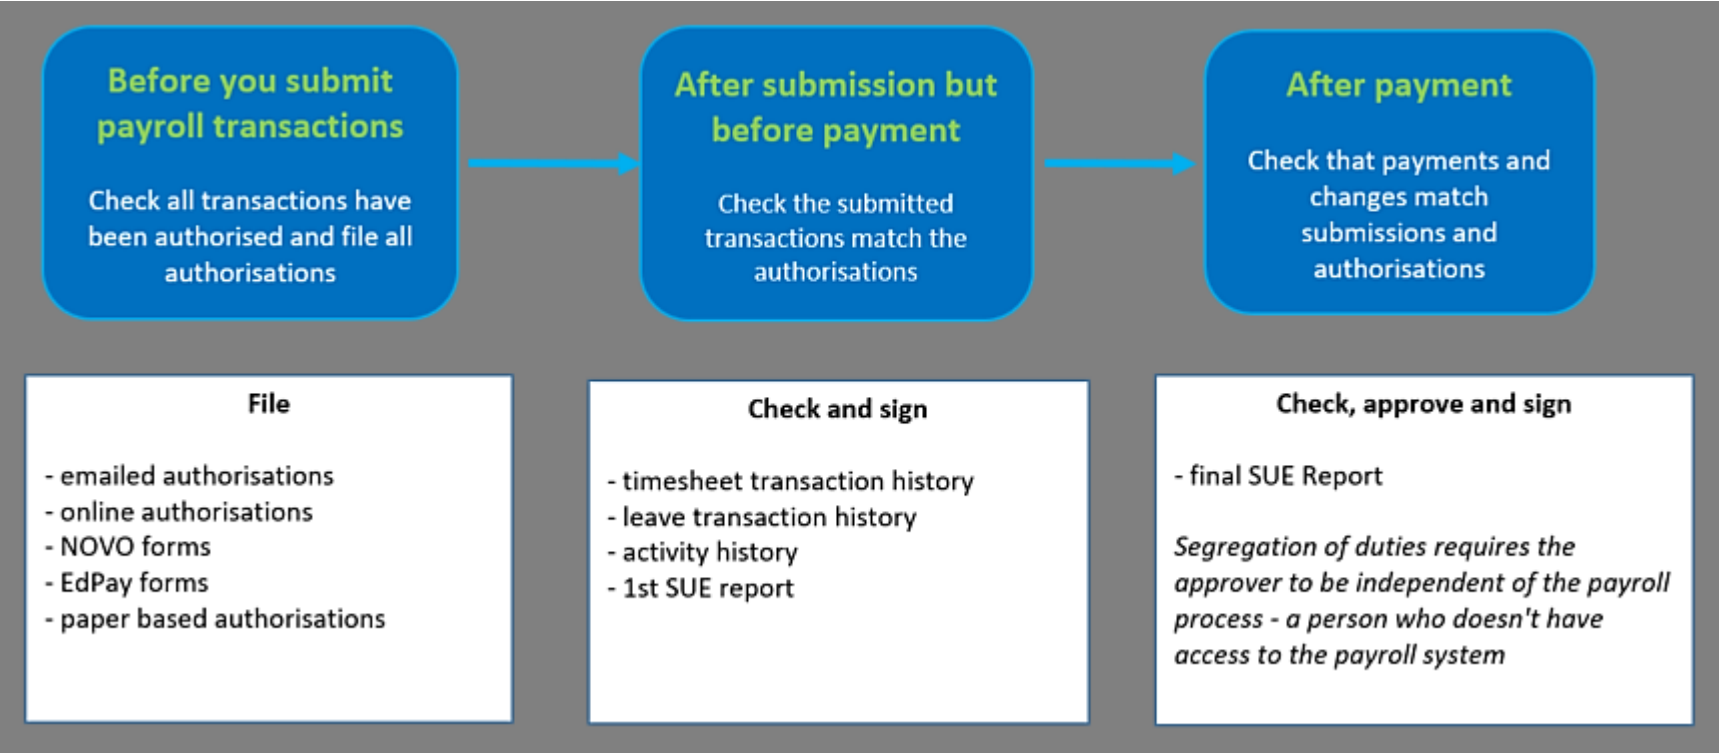 Before you submit
payroll transactions
Check all transactions have
been authorised and file all
authorisations
After submission but
before payment
Check the submitted
transactions match the
authorisations
After payment
Check that payments and
changes match
submissions and
authorisations
File
- emailed authorisations
- online authorisations
- NOVO forms
- EdPay forms
- paper based authorisations
Check and sign
- timesheet transaction history
- leave transaction history
- activity history
- 1st SUE report
Check, approve and sign
- final SUE Report
Segregation of duties requires the
approver to be independent of the payroll
process - a person who doesn't have
access to the payroll system